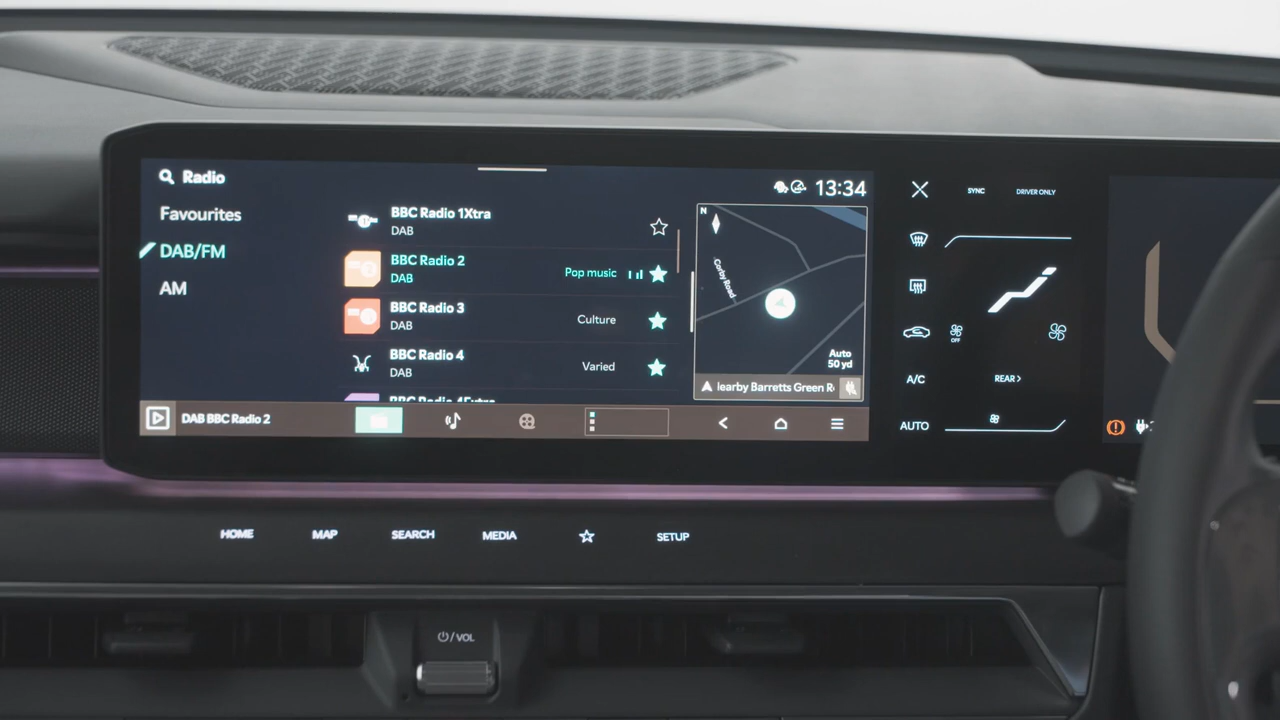 Radio
Favourites
DAB/FM
AM
BBC Radio 1Xtra
DAB
BBC Radio 2
DAB
Pop music
BBC Radio 3
DAB
Culture
BBC Radio 4
DAB
Varied
13:34
N
Corby Road
Auto
50 yd
earby Barretts Green R
DAB BBC Radio 2
SYNC
DRIVER ONLY
OFF
A/C
REAR >
AUTO
HOME
MAP
SEARCH
MEDIA
SETUP
/VOL